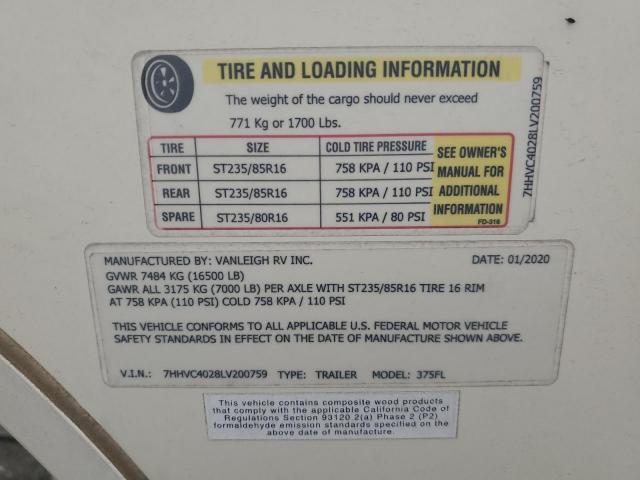 TIRE AND LOADING INFORMATION
The weight of the cargo should never exceed
771 Kg or 1700 Lbs.
TIRE SIZE COLD TIRE PRESSURE
FRONT ST235/85R16 758 KPA / 110 PSI
REAR ST235/85R16 758 KPA / 110 PSI
SPARE ST235/80R16 551 KPA / 80 PSI
SEE OWNER'S
MANUAL FOR
ADDITIONAL
INFORMATION
FD-316
7HHVC4028LV200759
MANUFACTURED BY: VANLEIGH RV INC. DATE: 01/2020
GVWR 7484 KG (16500 LB)
GAWR ALL 3175 KG (7000 LB) PER AXLE WITH ST235/85R16 TIRE 16 RIM
AT 758 KPA (110 PSI) COLD 758 KPA / 110 PSI
THIS VEHICLE CONFORMS TO ALL APPLICABLE U.S. FEDERAL MOTOR VEHICLE
SAFETY STANDARDS IN EFFECT ON THE DATE OF MANUFACTURE SHOWN ABOVE.
V.I.N.: 7HHVC4028LV200759 TYPE: TRAILER MODEL: 375FL
This vehicle contains composite wood products
that comply with the applicable California Code of
Regulations Section 93120.2(a) Phase 2 (P2)
formaldehyde emission standards specified on the
above date of manufacture.